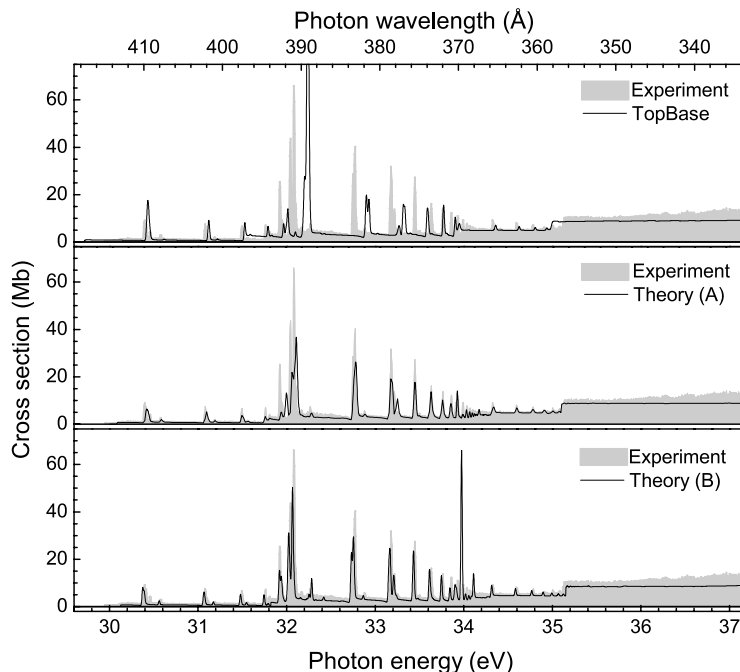 Photon wavelength (Å)
410 400 390 380 370 360 350 340
60
40
20
0
Experiment
TopBase
60
40
20
0
Experiment
Theory (A)
60
40
20
0
Experiment
Theory (B)
Cross section (Mb)
30 31 32 33 34 35 36 37
Photon energy (eV)